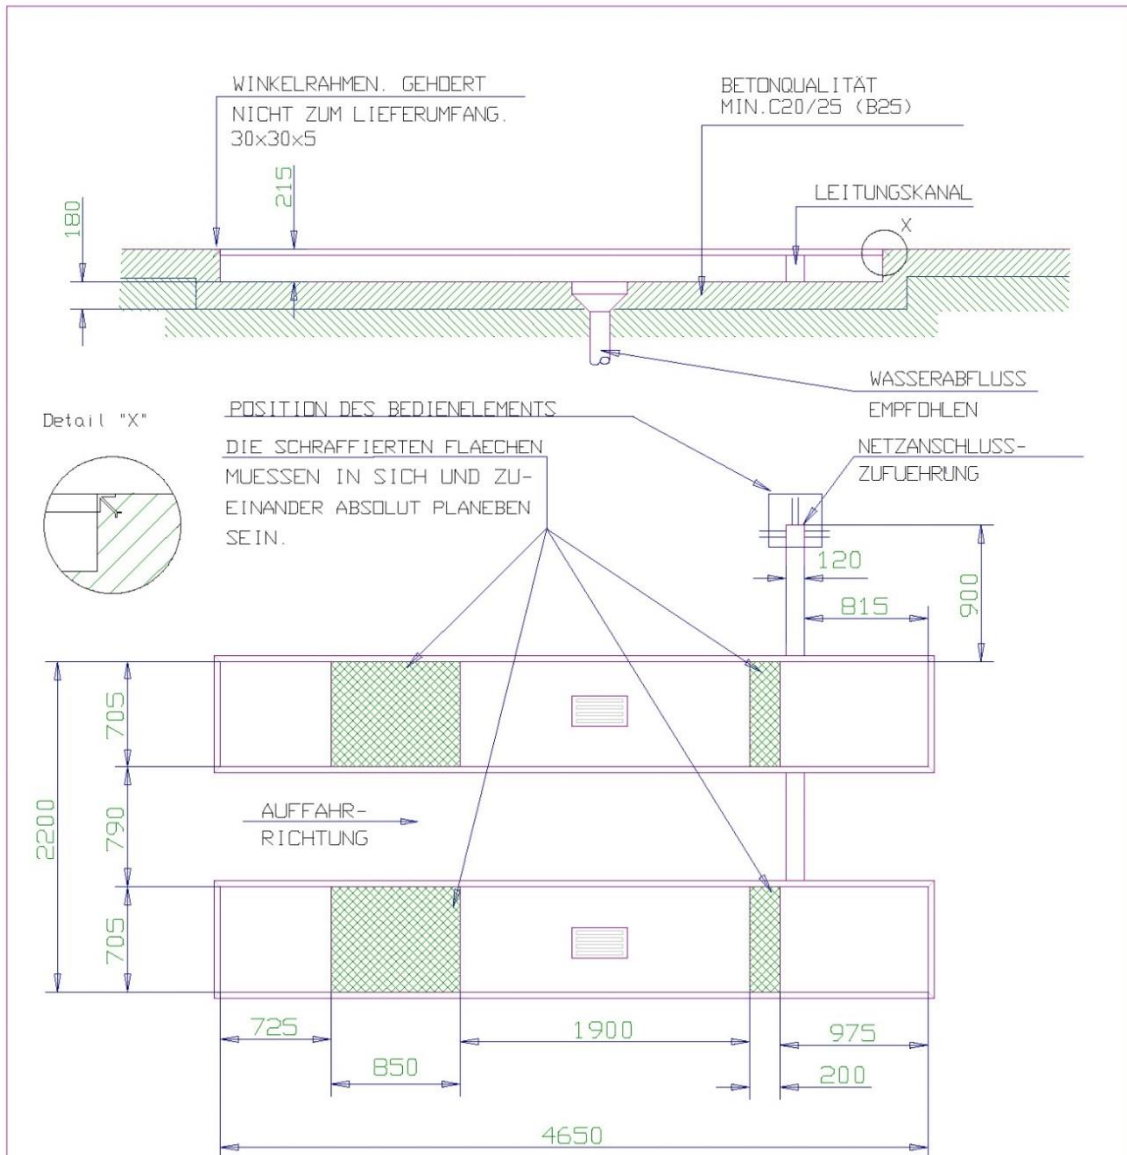 WINKELRAHMEN. GEHOERT
NICHT ZUM LIEFERUMFANG.
30x30x5
BETONQUALITÄT
MIN.C20/25 (B25)
215
180
LEITUNGSKANAL
X
WASSERABFLUSS
EMPFOHLEN
Detail "X"
POSITION DES BEDIENELEMENTS
DIE SCHRAFFIERTEN FLAECHEN
MUESSEN IN SICH UND ZU-
EINANDER ABSOLUT PLANEBEN
SEIN.
NETZANSCHLUSS-
ZUFUEHRUNG
120
815
900
705
790
2200
705
AUFFAHR-
RICHTUNG
725
1900
975
850
200
4650